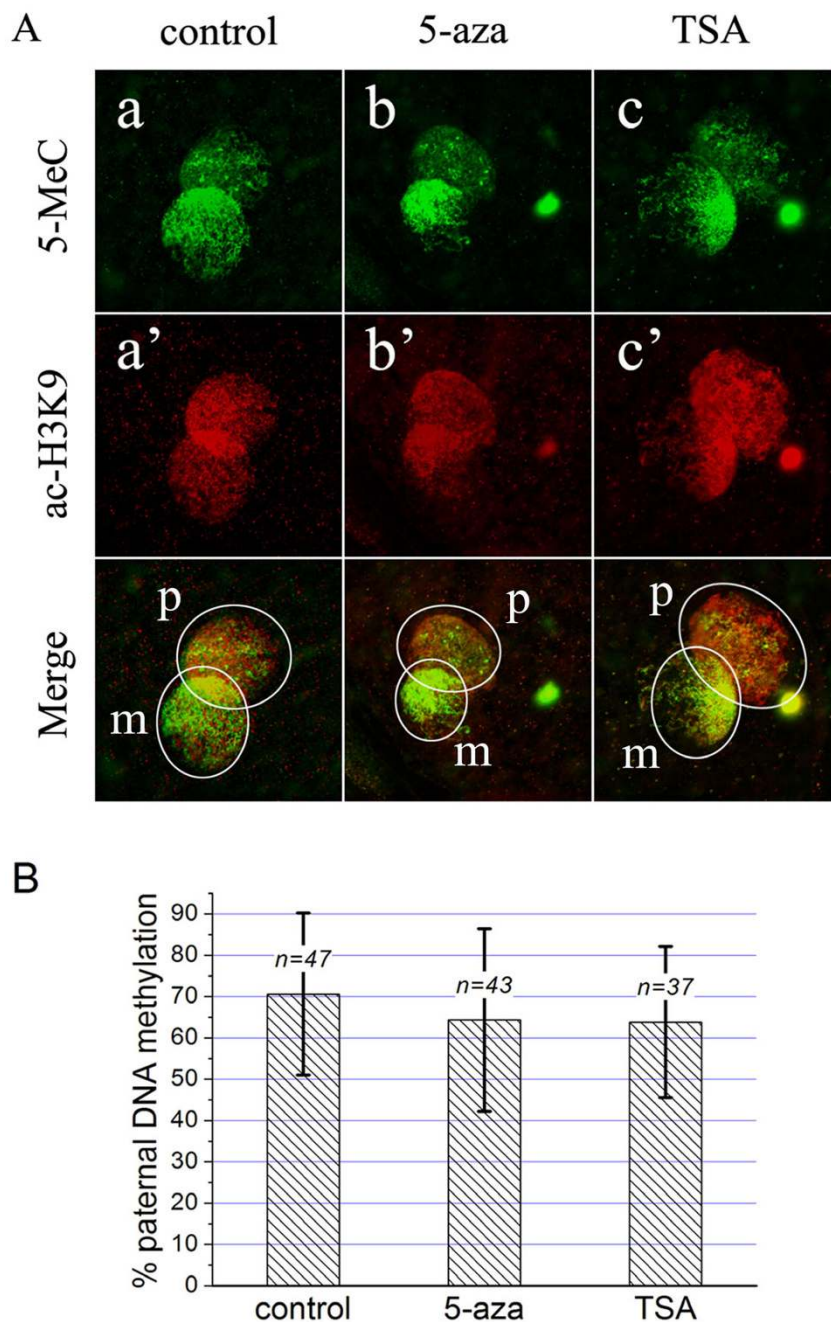 A
control 5-aza TSA
5-MeC
a b c
ac-H3K9
a’ b’ c’
Merge
p p p
m m m
B
% paternal DNA methylation
90
80
70
60
50
40
30
20
10
0
n=47 n=43 n=37
control 5-aza TSA